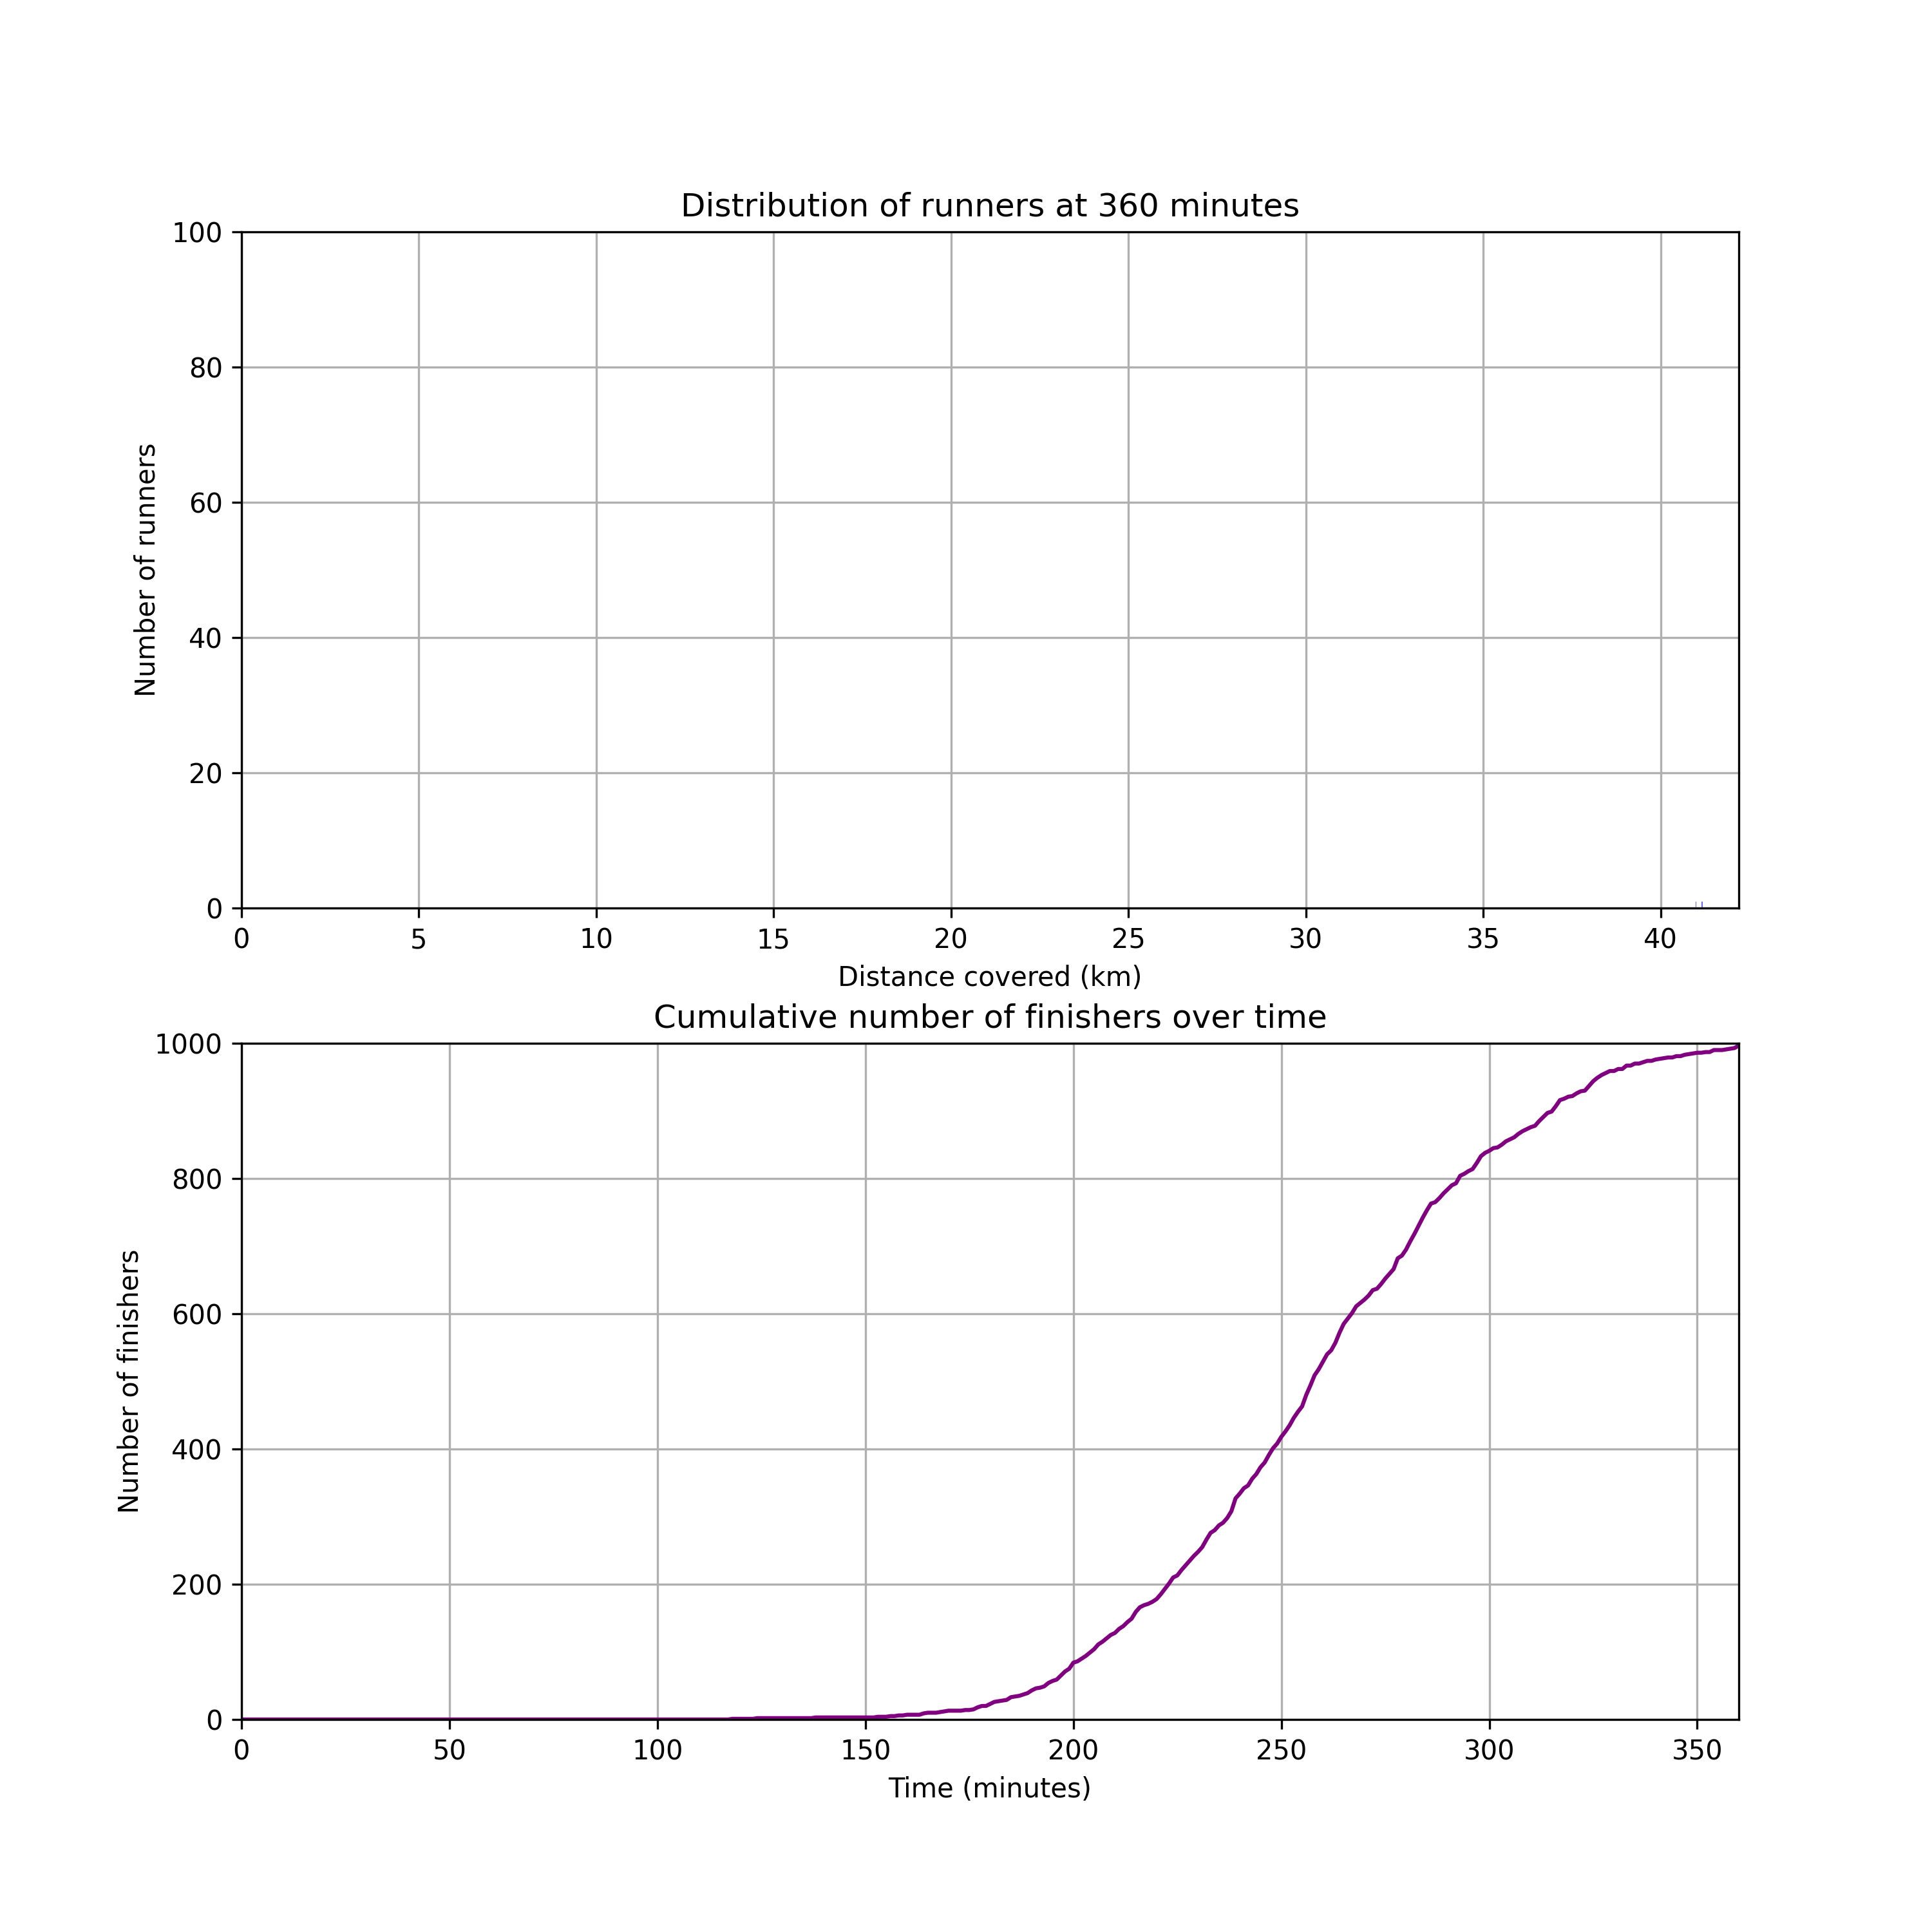 Distribution of runners at 360 minutes
100
80
60
40
20
0
Number of runners
0 5 10 15 20 25 30 35 40
Distance covered (km)
Cumulative number of finishers over time
1000
800
600
400
200
0
Number of finishers
0 50 100 150 200 250 300 350
Time (minutes)